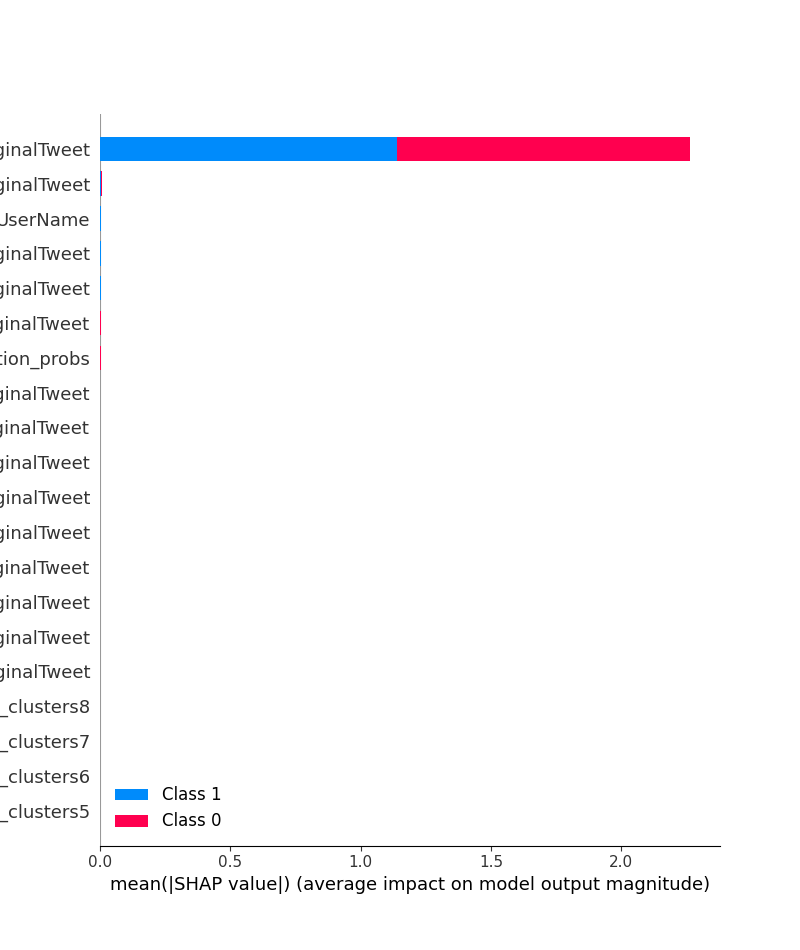 ginalTweet
ginalTweet
UserName
ginalTweet
ginalTweet
ginalTweet
tion_probs
ginalTweet
ginalTweet
ginalTweet
ginalTweet
ginalTweet
ginalTweet
ginalTweet
ginalTweet
ginalTweet
_clusters8
_clusters7
_clusters6
_clusters5
Class 1
Class 0
0.0 0.5 1.0 1.5 2.0
mean(|SHAP value|) (average impact on model output magnitude)